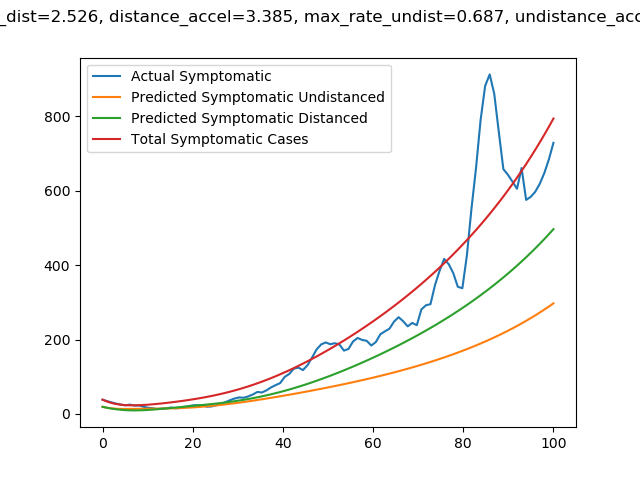 _dist=2.526, distance_accel=3.385, max_rate_undist=0.687, undistance_acc
Actual Symptomatic
Predicted Symptomatic Undistanced
Predicted Symptomatic Distanced
Total Symptomatic Cases
800
600
400
200
0
0 20 40 60 80 100